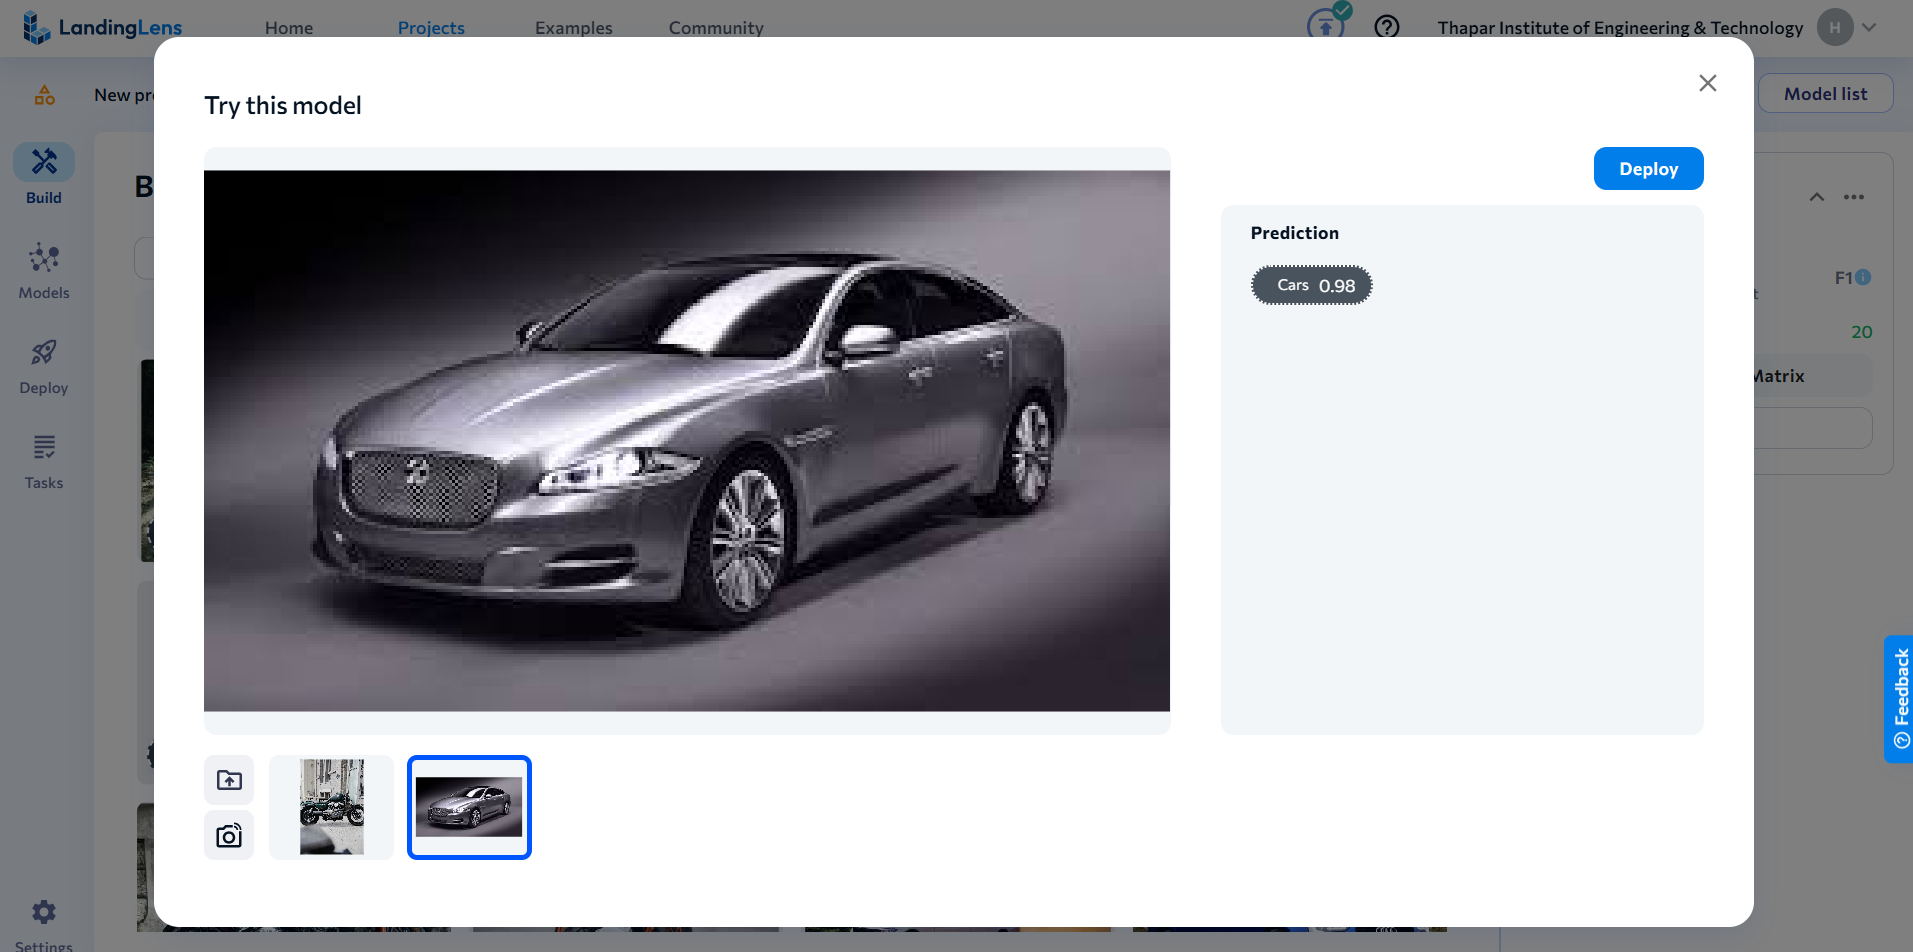 LandingLens
Home
Projects
Examples
Community
Thapar Institute of Engineering & Technology
H
New pr
Model list
Try this model
Deploy
Build
B
Prediction
Cars 0.98
F1
t
20
Matrix
Models
Deploy
Tasks
Feedback
Settings